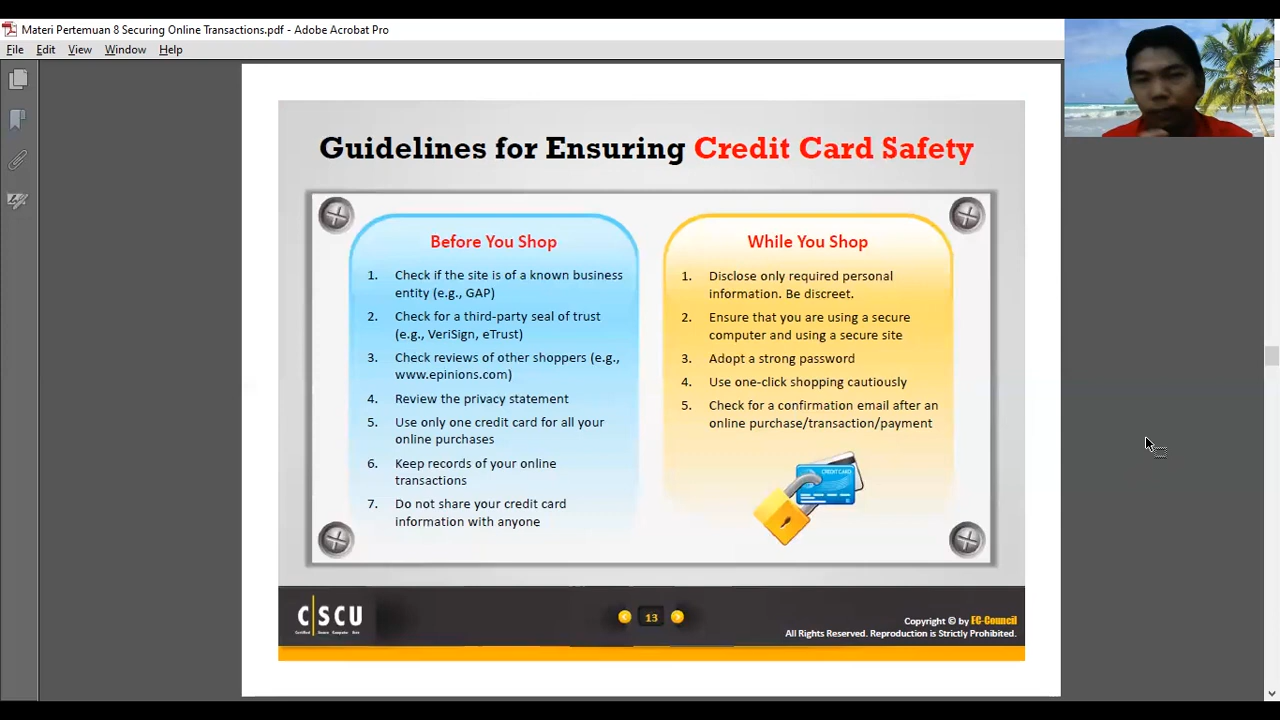 Materi Pertemuan 8 Securing Online Transactions.pdf - Adobe Acrobat Pro
File Edit View Window Help
Guidelines for Ensuring Credit Card Safety
Before You Shop
1. Check if the site is of a known business
entity (e.g., GAP)
2. Check for a third-party seal of trust
(e.g., VeriSign, eTrust)
3. Check reviews of other shoppers (e.g.,
www.epinions.com)
4. Review the privacy statement
5. Use only one credit card for all your
online purchases
6. Keep records of your online
transactions
7. Do not share your credit card
information with anyone
While You Shop
1. Disclose only required personal
information. Be discreet.
2. Ensure that you are using a secure
computer and using a secure site
3. Adopt a strong password
4. Use one-click shopping cautiously
5. Check for a confirmation email after an
online purchase/transaction/payment
CREDIT CARD
CSCU
Certified Secure Computer User
13
Copyright © by EC-Council
All Rights Reserved. Reproduction is Strictly Prohibited.